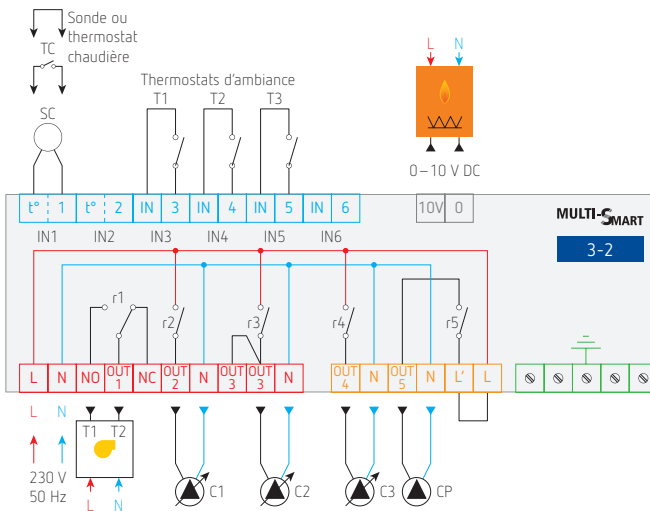 Sonde ou
thermostat
chaudière
TC
SC
Thermostats d'ambiance
T1 T2 T3
L N
0–10 V DC
t° 1 t° 2 IN 3 IN 4 IN 5 IN 6
10V 0
IN1 IN2 IN3 IN4 IN5 IN6
MULTI-SMART
3-2
r1 r2 r3 r4 r5
L N NO OUT 1 NC OUT 2 N OUT 3 OUT 3 N
OUT 4 N OUT 5 N L' L
L N
T1 T2
230 V
50 Hz
L N
C1 C2 C3 CP